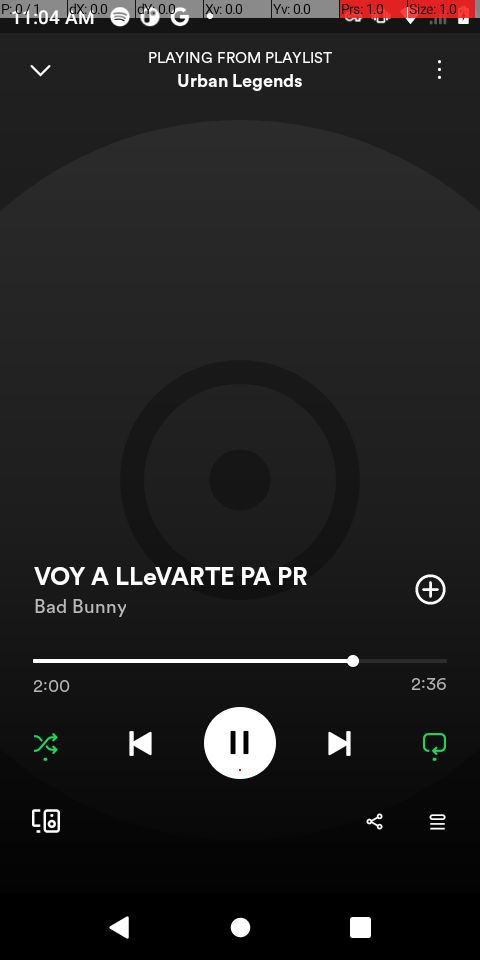 P: 0 / 1 dX: 0.0 dY: 0.0 Xv: 0.0 Yv: 0.0 Prs: 1.0 Size: 1.0
11:04 AM
PLAYING FROM PLAYLIST
Urban Legends
VOY A LLeVARTE PA PR
Bad Bunny
2:00
2:36